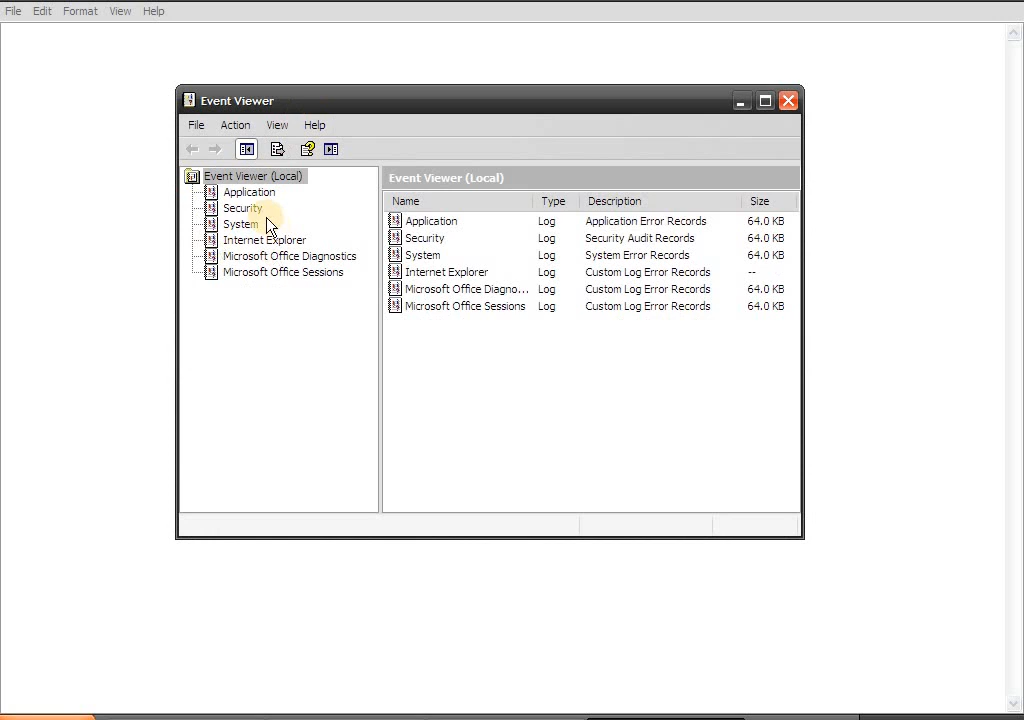 File Edit Format View Help
Event Viewer
File Action View Help
Event Viewer (Local)
Application
Security
System
Internet Explorer
Microsoft Office Diagnostics
Microsoft Office Sessions
Event Viewer (Local)
Name Type Description Size
Application Log Application Error Records 64.0 KB
Security Log Security Audit Records 64.0 KB
System Log System Error Records 64.0 KB
Internet Explorer Log Custom Log Error Records --
Microsoft Office Diagno... Log Custom Log Error Records 64.0 KB
Microsoft Office Sessions Log Custom Log Error Records 64.0 KB